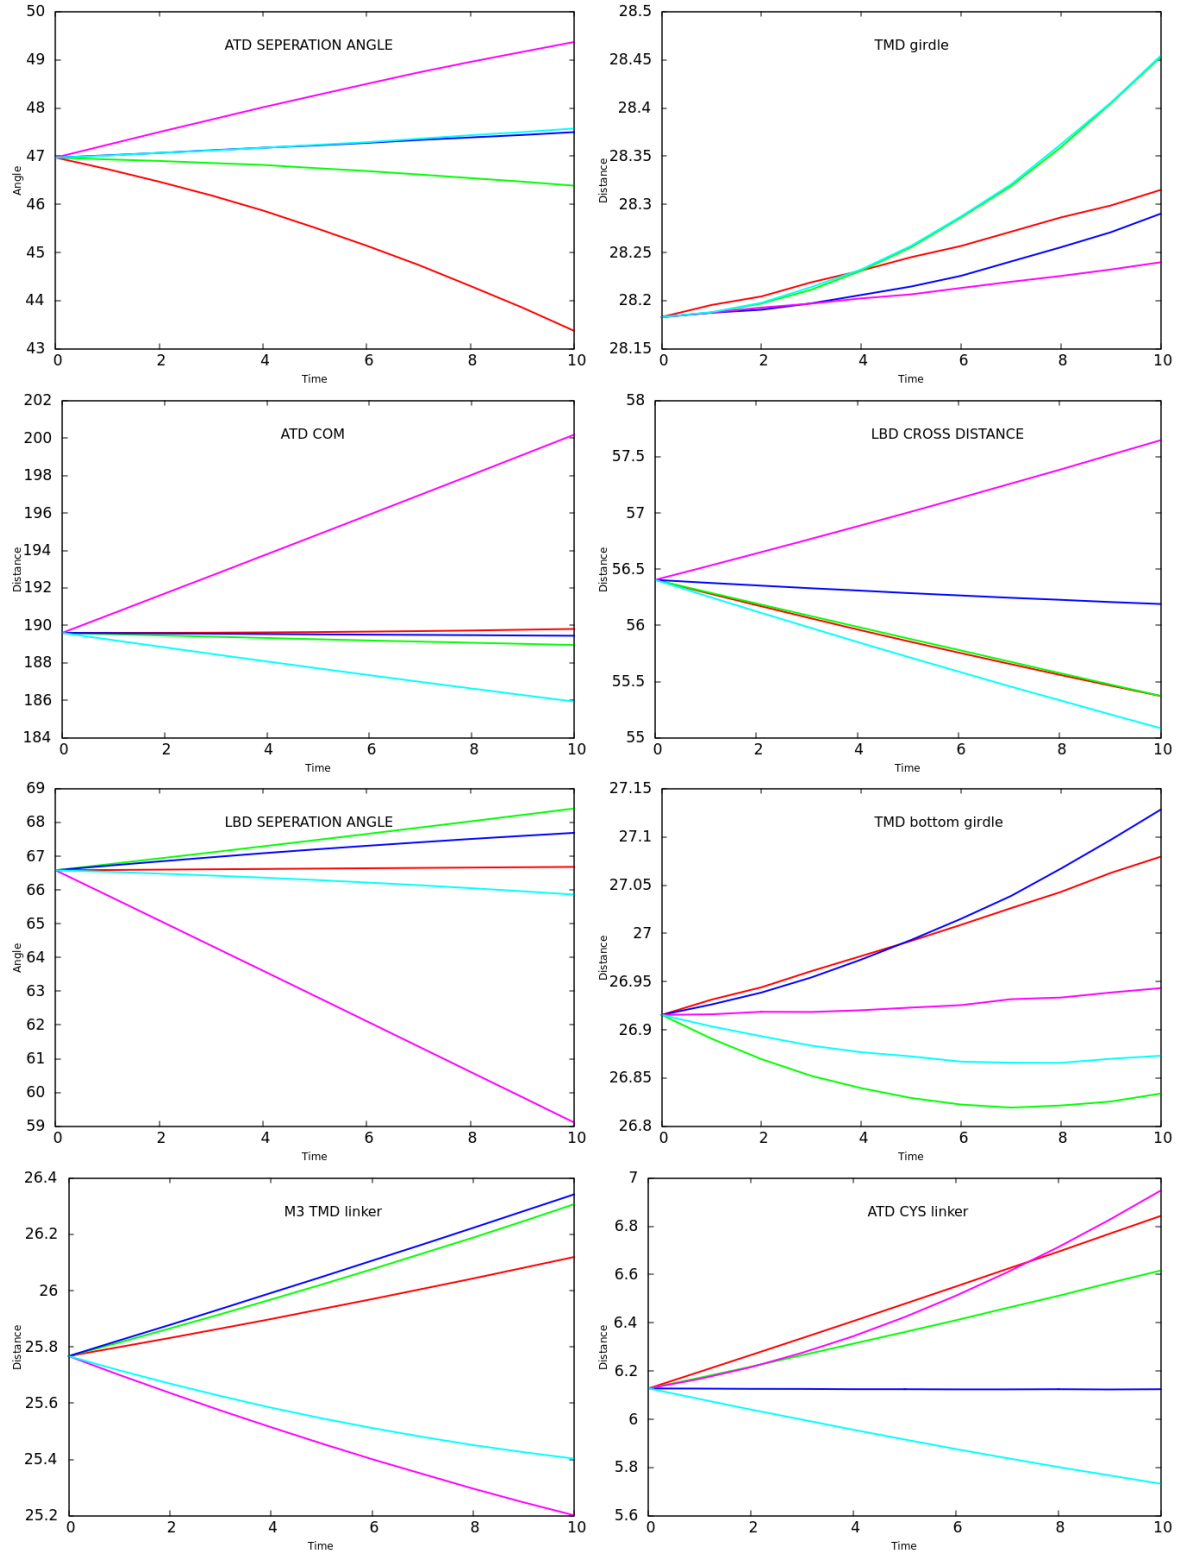 ATD SEPERATION ANGLE
50
49
48
47
46
45
44
43
Angle
0 2 4 6 8 10
Time
TMD girdle
28.5
28.45
28.4
28.35
28.3
28.25
28.2
28.15
Distance
0 2 4 6 8 10
Time
ATD COM
202
200
198
196
194
192
190
188
186
184
Distance
0 2 4 6 8 10
Time
LBD CROSS DISTANCE
58
57.5
57
56.5
56
55.5
55
Distance
0 2 4 6 8 10
Time
LBD SEPERATION ANGLE
69
68
67
66
65
64
63
62
61
60
59
Angle
0 2 4 6 8 10
Time
TMD bottom girdle
27.15
27.1
27.05
27
26.95
26.9
26.85
26.8
Distance
0 2 4 6 8 10
Time
M3 TMD linker
26.4
26.2
26
25.8
25.6
25.4
25.2
Distance
0 2 4 6 8 10
Time
ATD CYS linker
7
6.8
6.6
6.4
6.2
6
5.8
5.6
Distance
0 2 4 6 8 10
Time